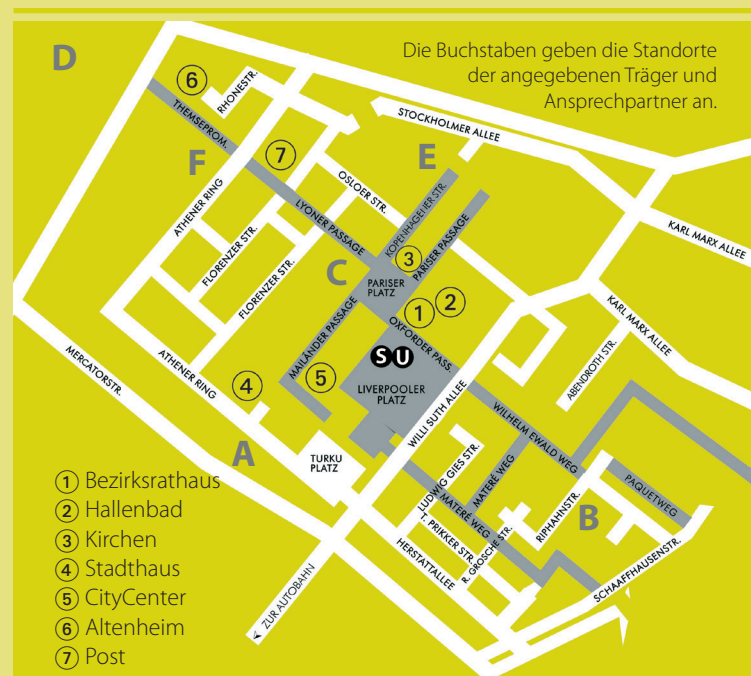 Die Buchstaben geben die Standorte
der angegebenen Träger und
Ansprechpartner an.
D
6
RHONESTR.
THEMSEPROM.
STOCKHOLMER ALLEE
7
F
E
OSLOER STR.
KOPENHAGENER STR.
ATHENER RING
LYONER PASSAGE
KARL MARX ALLEE
FLORENZER STR.
3
PARISER PASSAGE
C
PARISER
PLATZ
FLORENZER STR.
1
2
KARL MARX ALLEE
MAILÄNDER PASSAGE
OXFORDER PASS.
ABENDROTH STR.
MERCATORSTR.
ATHENER RING
5
S U
LIVERPOOLER
PLATZ
WILLI SUTH ALLEE
WILHELM EWALD WEG
4
A
TURKU
PLATZ
LUDWIG GIES STR.
MATERÉ WEG
MATERÉ WEG
PAQUETWEG
RIPHAHNSTR.
B
T. PRIKKER STR.
R. GROSCHE STR.
HERSTATTALLEE
SCHAAFFHAUSENSTR.
ZUR AUTOBAHN
1 Bezirksrathaus
2 Hallenbad
3 Kirchen
4 Stadthaus
5 CityCenter
6 Altenheim
7 Post